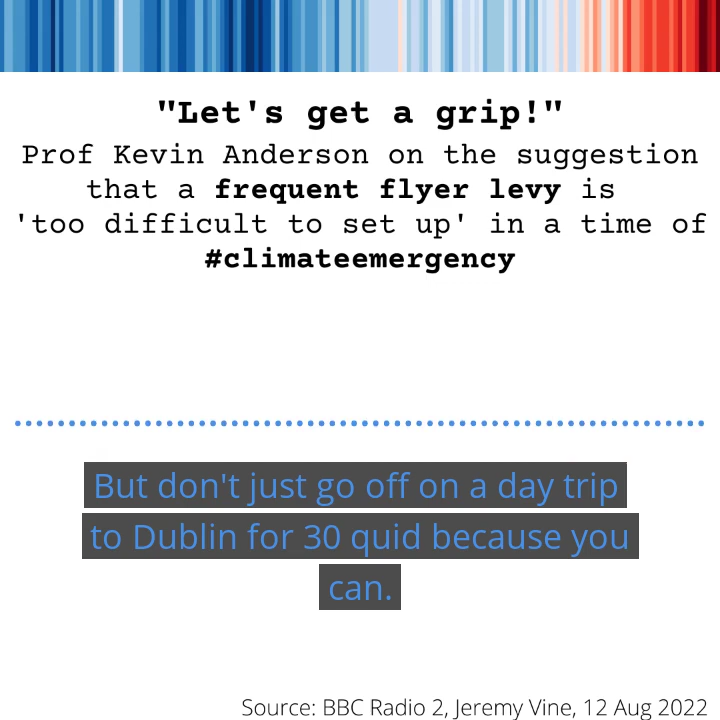 "Let's get a grip!"
Prof Kevin Anderson on the suggestion
that a frequent flyer levy is
'too difficult to set up' in a time of
#climateemergency
But don't just go off on a day trip
to Dublin for 30 quid because you
can.
Source: BBC Radio 2, Jeremy Vine, 12 Aug 2022